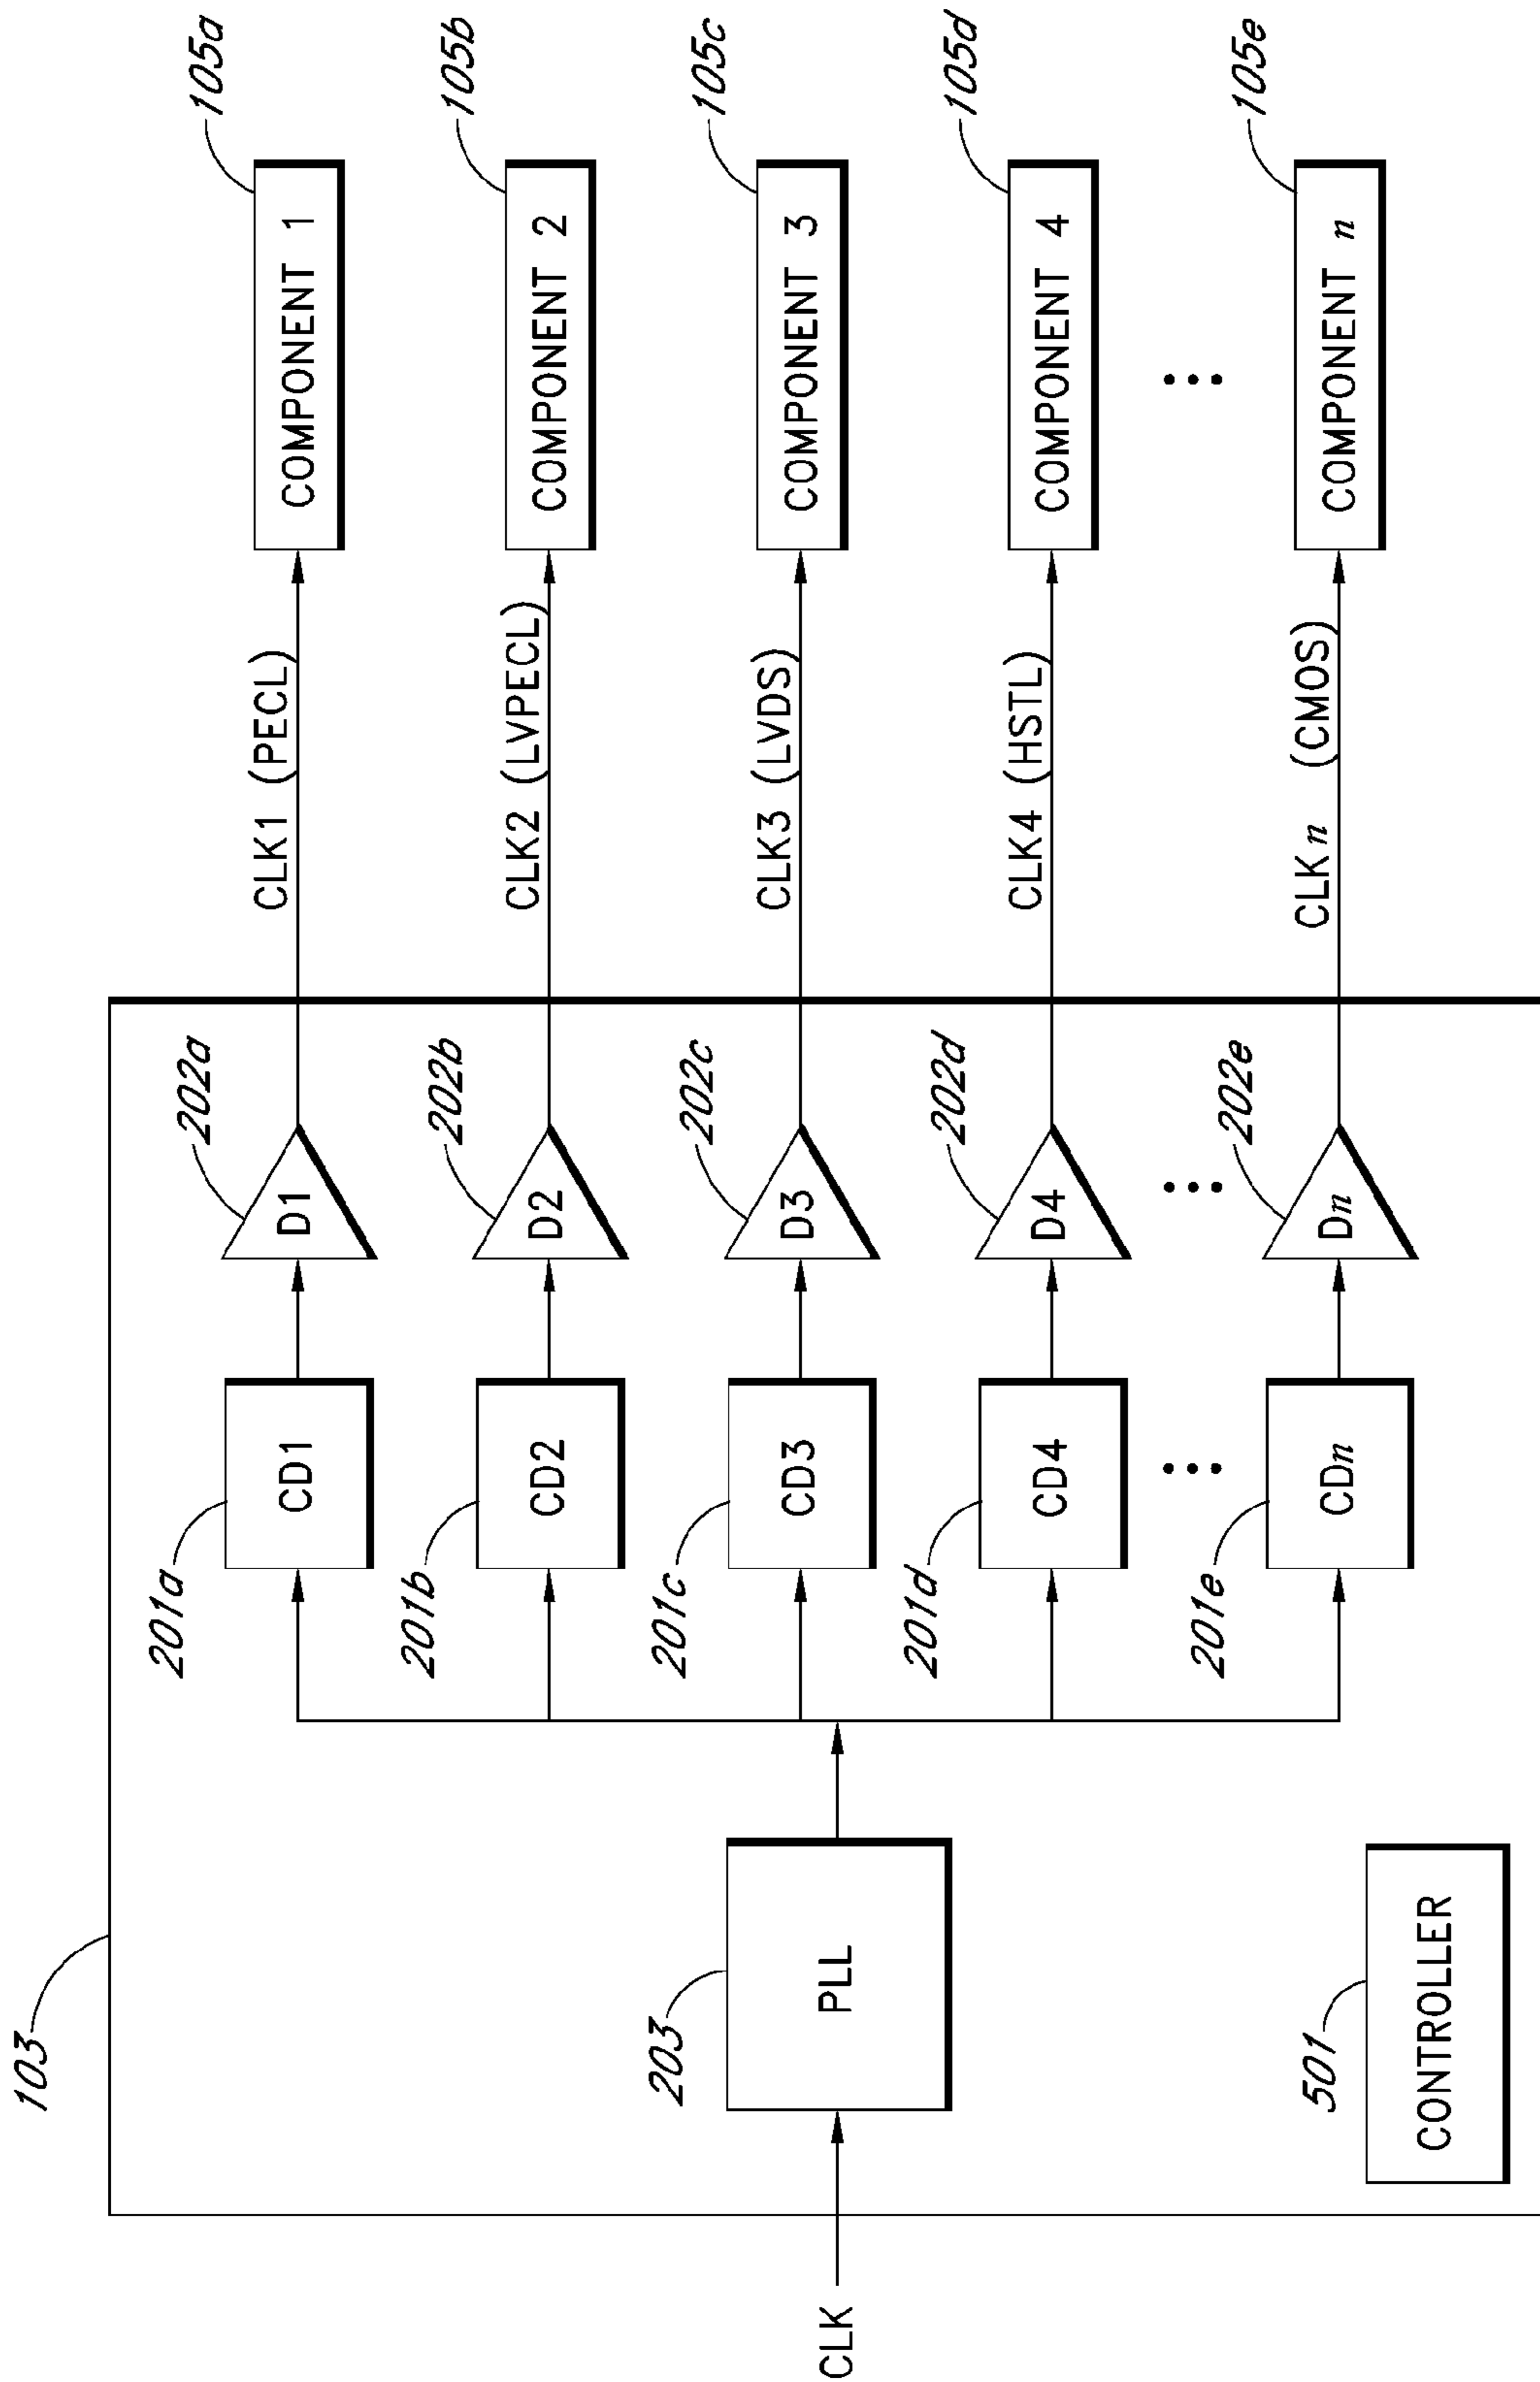 103
CLK
203
PLL
501
CONTROLLER
201a
CD1
202a
D1
CLK1 (PECL)
105a
COMPONENT 1
201b
CD2
202b
D2
CLK2 (LVPECL)
105b
COMPONENT 2
201c
CD3
202c
D3
CLK3 (LVDS)
105c
COMPONENT 3
201d
CD4
202d
D4
CLK4 (HSTL)
105d
COMPONENT 4
201e
CDn
202e
Dn
CLKn (CMOS)
105e
COMPONENT n